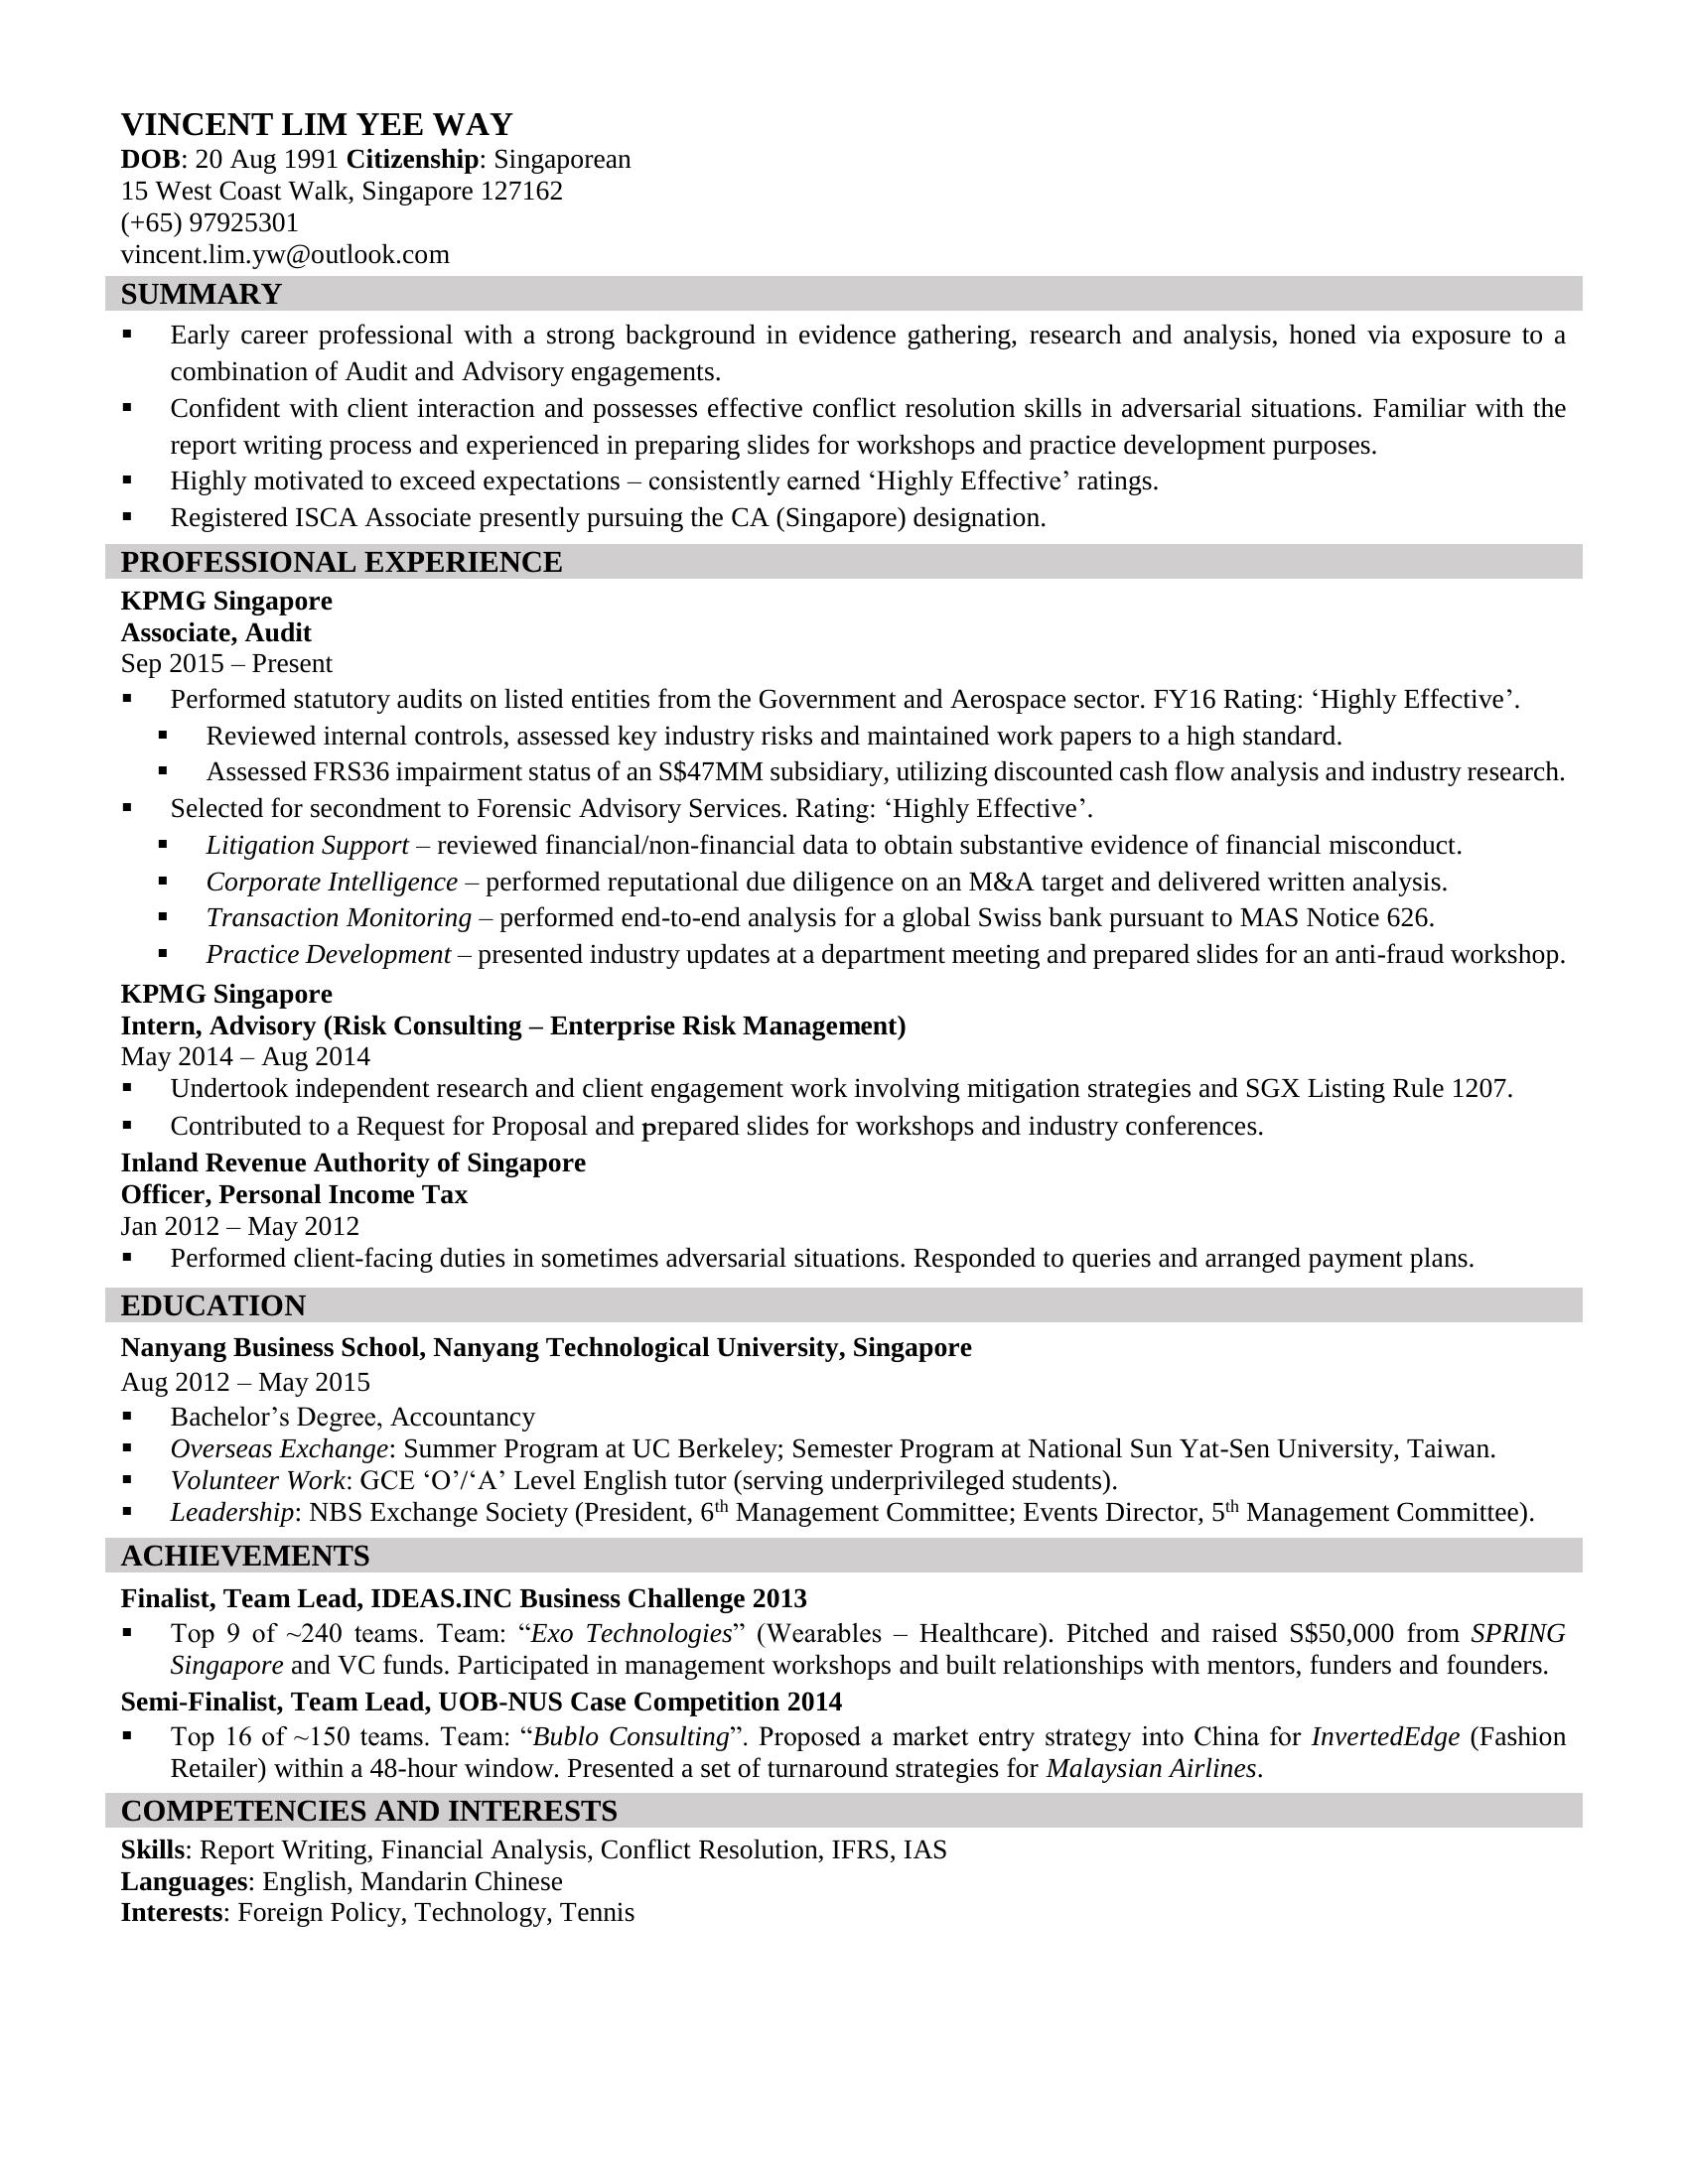 VINCENT LIM YEE WAY
DOB: 20 Aug 1991 Citizenship: Singaporean
15 West Coast Walk, Singapore 127162
(+65) 97925301
vincent.lim.yw@outlook.com
SUMMARY
▪ Early career professional with a strong background in evidence gathering, research and analysis, honed via exposure to a
combination of Audit and Advisory engagements.
▪ Confident with client interaction and possesses effective conflict resolution skills in adversarial situations. Familiar with the
report writing process and experienced in preparing slides for workshops and practice development purposes.
▪ Highly motivated to exceed expectations – consistently earned ‘Highly Effective’ ratings.
▪ Registered ISCA Associate presently pursuing the CA (Singapore) designation.
PROFESSIONAL EXPERIENCE
KPMG Singapore
Associate, Audit
Sep 2015 – Present
▪ Performed statutory audits on listed entities from the Government and Aerospace sector. FY16 Rating: ‘Highly Effective’.
▪ Reviewed internal controls, assessed key industry risks and maintained work papers to a high standard.
▪ Assessed FRS36 impairment status of an S$47MM subsidiary, utilizing discounted cash flow analysis and industry research.
▪ Selected for secondment to Forensic Advisory Services. Rating: ‘Highly Effective’.
▪ Litigation Support – reviewed financial/non-financial data to obtain substantive evidence of financial misconduct.
▪ Corporate Intelligence – performed reputational due diligence on an M&A target and delivered written analysis.
▪ Transaction Monitoring – performed end-to-end analysis for a global Swiss bank pursuant to MAS Notice 626.
▪ Practice Development – presented industry updates at a department meeting and prepared slides for an anti-fraud workshop.
KPMG Singapore
Intern, Advisory (Risk Consulting – Enterprise Risk Management)
May 2014 – Aug 2014
▪ Undertook independent research and client engagement work involving mitigation strategies and SGX Listing Rule 1207.
▪ Contributed to a Request for Proposal and prepared slides for workshops and industry conferences.
Inland Revenue Authority of Singapore
Officer, Personal Income Tax
Jan 2012 – May 2012
▪ Performed client-facing duties in sometimes adversarial situations. Responded to queries and arranged payment plans.
EDUCATION
Nanyang Business School, Nanyang Technological University, Singapore
Aug 2012 – May 2015
▪ Bachelor’s Degree, Accountancy
▪ Overseas Exchange: Summer Program at UC Berkeley; Semester Program at National Sun Yat-Sen University, Taiwan.
▪ Volunteer Work: GCE ‘O’/‘A’ Level English tutor (serving underprivileged students).
▪ Leadership: NBS Exchange Society (President, 6th Management Committee; Events Director, 5th Management Committee).
ACHIEVEMENTS
Finalist, Team Lead, IDEAS.INC Business Challenge 2013
▪ Top 9 of ~240 teams. Team: “Exo Technologies” (Wearables – Healthcare). Pitched and raised S$50,000 from SPRING
Singapore and VC funds. Participated in management workshops and built relationships with mentors, funders and founders.
Semi-Finalist, Team Lead, UOB-NUS Case Competition 2014
▪ Top 16 of ~150 teams. Team: “Bublo Consulting”. Proposed a market entry strategy into China for InvertedEdge (Fashion
Retailer) within a 48-hour window. Presented a set of turnaround strategies for Malaysian Airlines.
COMPETENCIES AND INTERESTS
Skills: Report Writing, Financial Analysis, Conflict Resolution, IFRS, IAS
Languages: English, Mandarin Chinese
Interests: Foreign Policy, Technology, Tennis